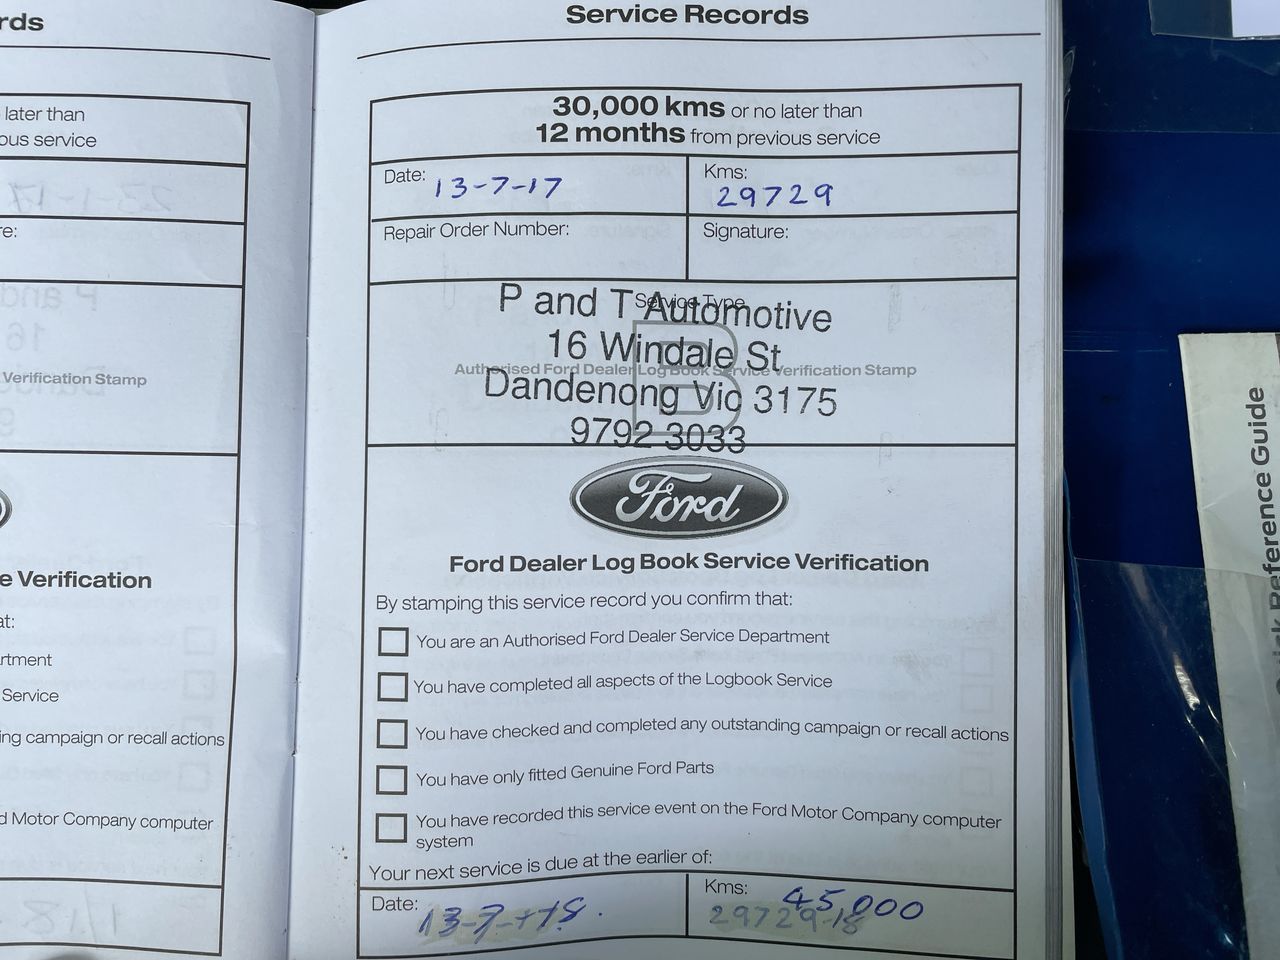 rds
later than
ous service
re:
Verification Stamp
e Verification
at:
rtment
Service
ing campaign or recall actions
d Motor Company computer
Service Records
30,000 kms or no later than
12 months from previous service
Date: 13-7-17
Kms: 29729
Repair Order Number:
Signature:
Service Type
B
Authorised Ford Dealer Log Book Service Verification Stamp
P and T Automotive
16 Windale St
Dandenong Vic 3175
9792 3033
Ford
Ford Dealer Log Book Service Verification
By stamping this service record you confirm that:
You are an Authorised Ford Dealer Service Department
You have completed all aspects of the Logbook Service
You have checked and completed any outstanding campaign or recall actions
You have only fitted Genuine Ford Parts
You have recorded this service event on the Ford Motor Company computer
system
Your next service is due at the earlier of:
Date: 13-7-18.
Kms: 45,000
29729-18
Quick Reference Guide